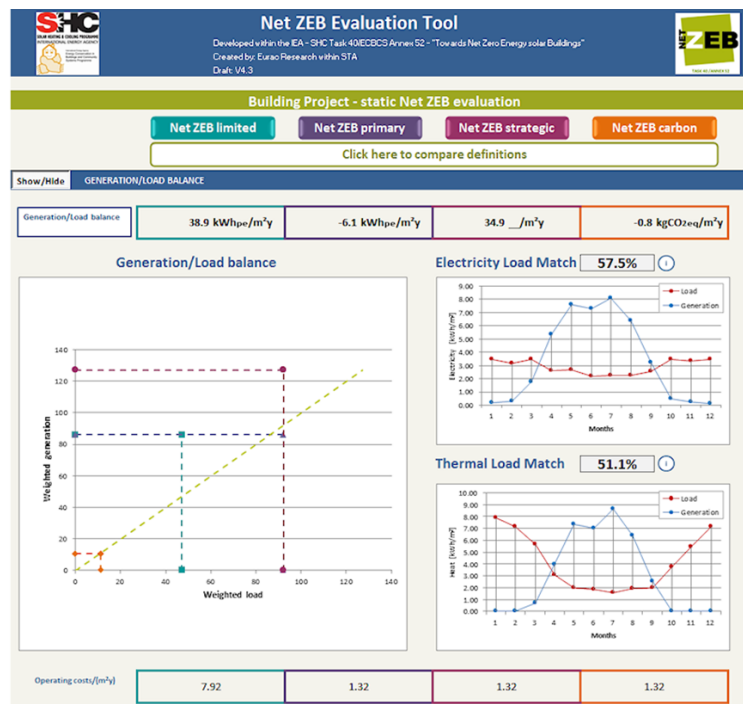 SHC
SOLAR HEATING & COOLING PROGRAMME
INTERNATIONAL ENERGY AGENCY
Net ZEB Evaluation Tool
Developed within the IEA - SHC Task 40/ECBCS Annex 52 - "Towards Net Zero Energy solar Buildings"
Created by: Eurac Research within STA
Draft V4.3
NET ZEB
Building Project - static Net ZEB evaluation
Net ZEB limited
Net ZEB primary
Net ZEB strategic
Net ZEB carbon
Click here to compare definitions
Show/Hide
GENERATION/LOAD BALANCE
Generation/Load balance
38.9 kWhpe/m²y
-6.1 kWhpe/m²y
34.9 __/m²y
-0.8 kgCO2eq/m²y
Generation/Load balance
140
120
100
80
60
40
20
0
Weighted generation
0 20 40 60 80 100 120 140
Weighted load
Electricity Load Match 57.5% i
9.00
8.00
7.00
6.00
5.00
4.00
3.00
2.00
1.00
0.00
Electricity [kWh/m²]
Load
Generation
1 2 3 4 5 6 7 8 9 10 11 12
Months
Thermal Load Match 51.1% i
10.00
9.00
8.00
7.00
6.00
5.00
4.00
3.00
2.00
1.00
0.00
Heat [kWh/m²]
Load
Generation
1 2 3 4 5 6 7 8 9 10 11 12
Months
Operating costs/(m²y)
7.92
1.32
1.32
1.32